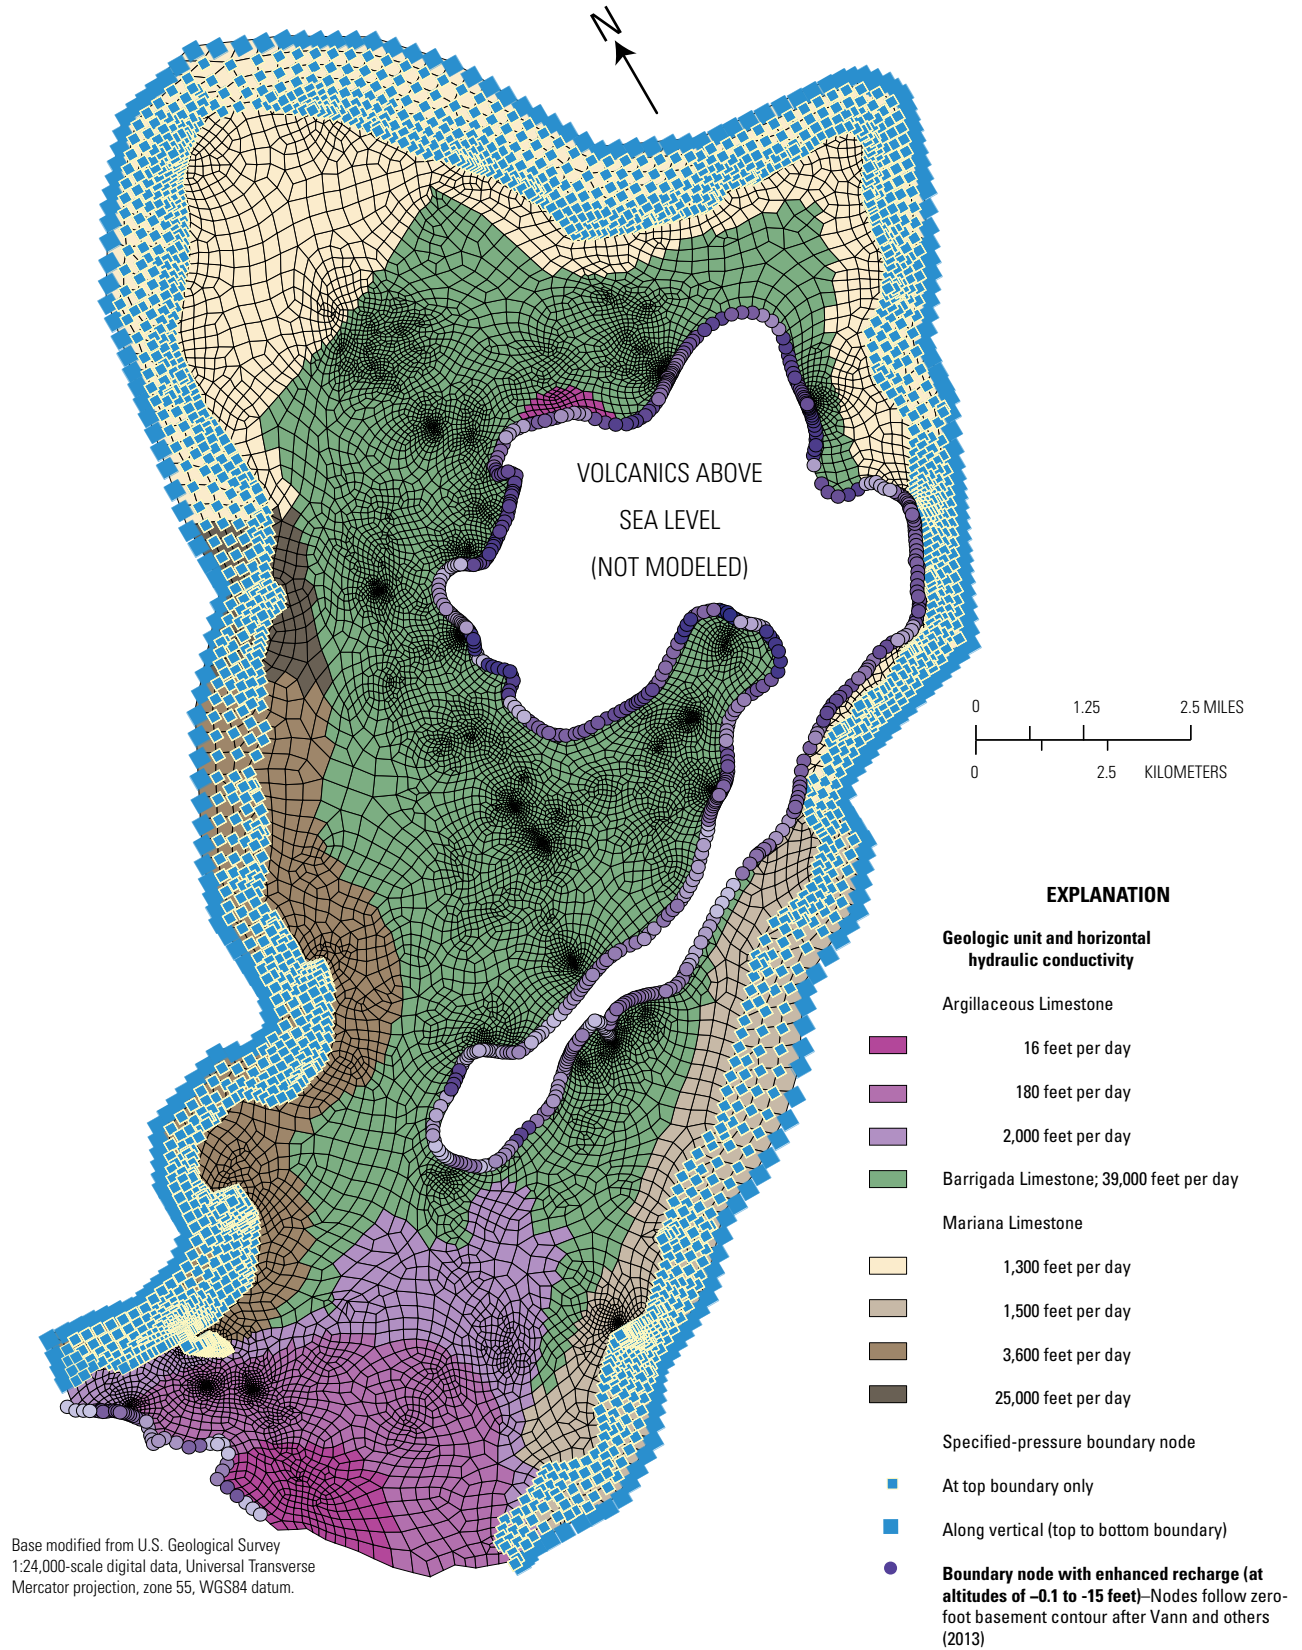 N
VOLCANICS ABOVE
SEA LEVEL
(NOT MODELED)
0 1.25 2.5 MILES
0 2.5 KILOMETERS
EXPLANATION
Geologic unit and horizontal
hydraulic conductivity
Argillaceous Limestone
16 feet per day
180 feet per day
2,000 feet per day
Barrigada Limestone; 39,000 feet per day
Mariana Limestone
1,300 feet per day
1,500 feet per day
3,600 feet per day
25,000 feet per day
Specified-pressure boundary node
At top boundary only
Along vertical (top to bottom boundary)
Boundary node with enhanced recharge (at
altitudes of –0.1 to -15 feet)–Nodes follow zero-
foot basement contour after Vann and others
(2013)
Base modified from U.S. Geological Survey
1:24,000-scale digital data, Universal Transverse
Mercator projection, zone 55, WGS84 datum.